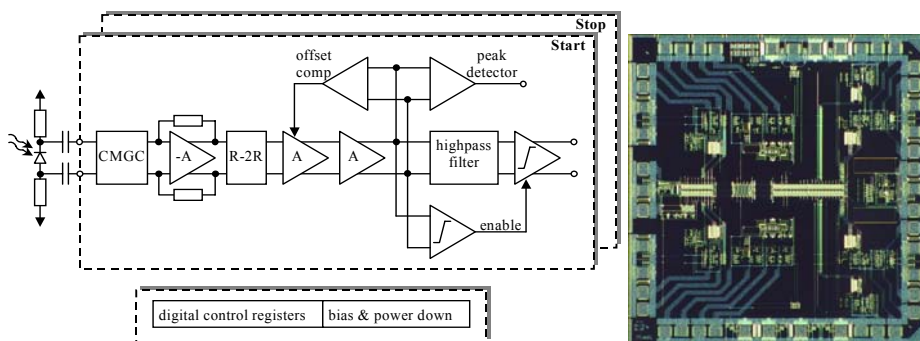 Stop
Start
offset comp
peak detector
CMGC
-A
R-2R
A
A
highpass filter
enable
digital control registers
bias & power down